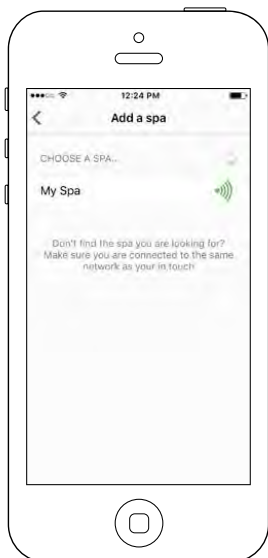 12:24 PM
Add a spa
CHOOSE A SPA...
My Spa
Don't find the spa you are looking for?
Make sure you are connected to the same
network as your in touch